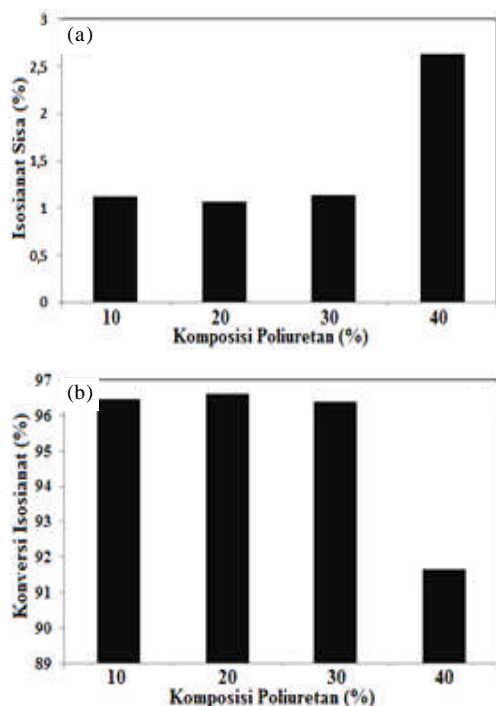 (a)
Isosianat Sisa (%)
3
2,5
2
1,5
1
0,5
0
10 20 30 40
Komposisi Poliuretan (%)
(b)
Konversi Isosianat (%)
97
96
95
94
93
92
91
90
89
10 20 30 40
Komposisi Poliuretan (%)